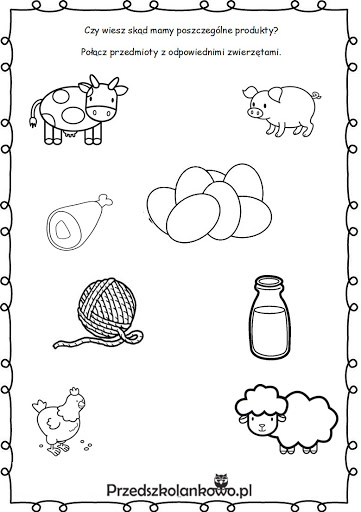 Czy wiesz skąd mamy poszczególne produkty?
Połącz przedmioty z odpowiednimi zwierzętami.
Przedszkolankowo.pl